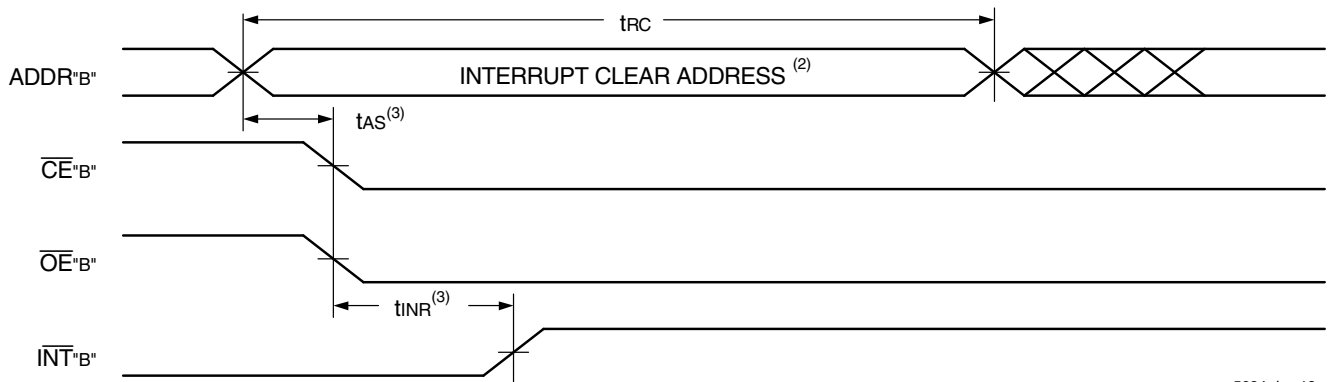 tRC
ADDR"B"
INTERRUPT CLEAR ADDRESS (2)
tAS(3)
CE"B"
OE"B"
tINR(3)
INT"B"